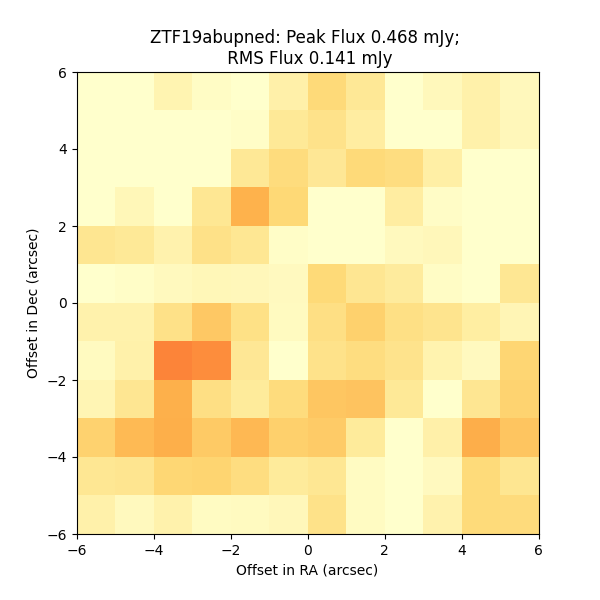 ZTF19abupned: Peak Flux 0.468 mJy;
RMS Flux 0.141 mJy
6
4
2
0
−2
−4
−6
Offset in Dec (arcsec)
−6 −4 −2 0 2 4 6
Offset in RA (arcsec)